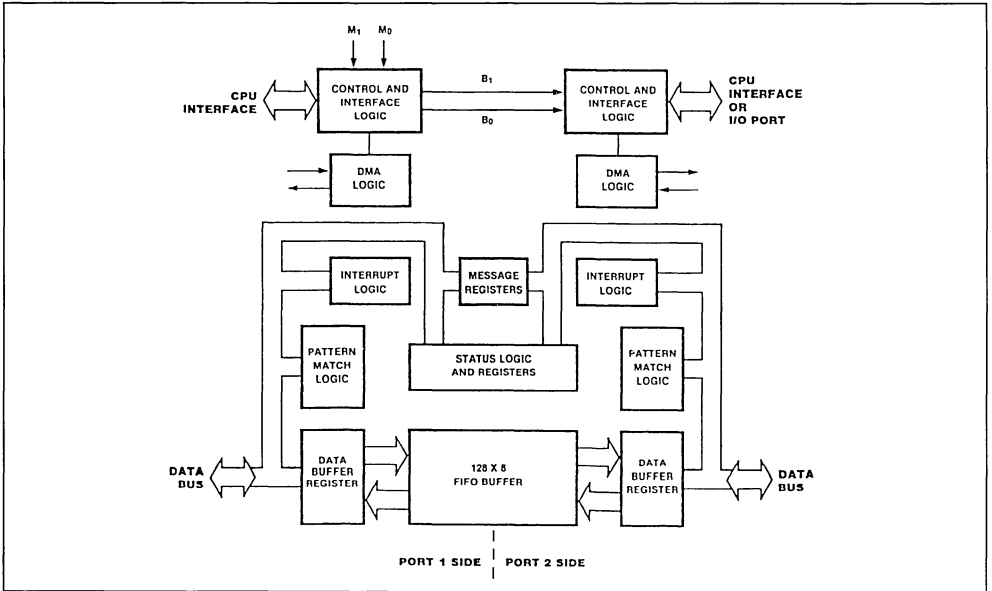 M1 M0
CPU
INTERFACE
CONTROL AND
INTERFACE
LOGIC
B1
B0
CONTROL AND
INTERFACE
LOGIC
CPU
INTERFACE
OR
I/O PORT
DMA
LOGIC
DMA
LOGIC
INTERRUPT
LOGIC
MESSAGE
REGISTERS
INTERRUPT
LOGIC
PATTERN
MATCH
LOGIC
STATUS LOGIC
AND REGISTERS
PATTERN
MATCH
LOGIC
DATA
BUS
DATA
BUFFER
REGISTER
128 X 8
FIFO BUFFER
DATA
BUFFER
REGISTER
DATA
BUS
PORT 1 SIDE
PORT 2 SIDE